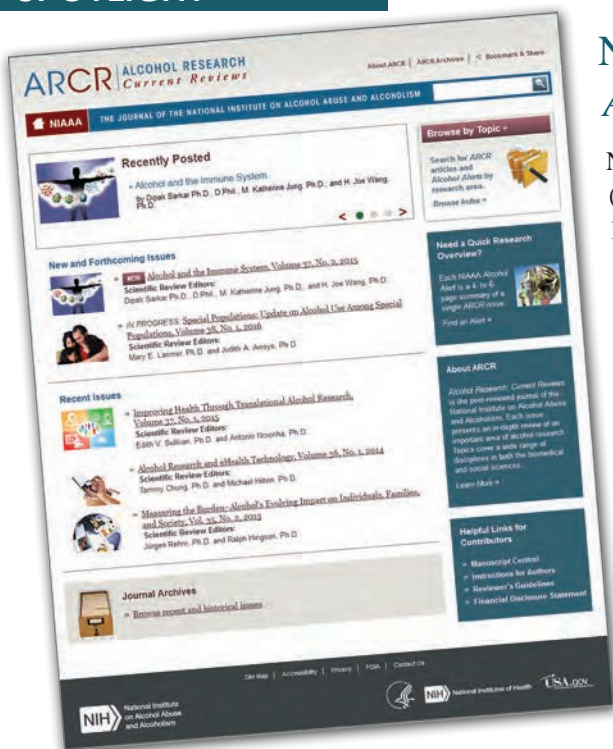 SPOTLIGHT
ARCR ALCOHOL RESEARCH
Current Reviews
About ARCR | ARCR Archives | Bookmark & Share
NIAAA THE JOURNAL OF THE NATIONAL INSTITUTE ON ALCOHOL ABUSE AND ALCOHOLISM
Recently Posted
» Alcohol and the Immune System
by Dipak Sarkar Ph.D., D.Phil., M. Katherine Jung, Ph.D., and H. Joe Wang,
Ph.D.
< >
New and Forthcoming Issues
» NEW Alcohol and the Immune System, Volume 37, No. 2, 2015
Scientific Review Editors:
Dipak Sarkar Ph.D., D.Phil., M. Katherine Jung, Ph.D., and H. Joe Wang, Ph.D.
» IN PROGRESS: Special Populations: Update on Alcohol Use Among Special
Populations, Volume 38, No. 1, 2016
Scientific Review Editors:
Mary E. Larimer, Ph.D. and Judith A. Arroyo, Ph.D.
Recent Issues
» Improving Health Through Translational Alcohol Research,
Volume 37, No. 1, 2015
Scientific Review Editors:
Edith V. Sullivan, Ph.D. and Antonio Noronha, Ph.D.
» Alcohol Research and eHealth Technology, Volume 36, No. 1, 2014
Scientific Review Editors:
Tammy Chung, Ph.D. and Michael Hilton, Ph.D.
» Measuring the Burden–Alcohol's Evolving Impact on Individuals, Families,
and Society, Vol. 35, No. 2, 2013
Scientific Review Editors:
Jürgen Rehm, Ph.D. and Ralph Hingson, Ph.D.
Journal Archives
» Browse recent and historical issues
Browse by Topic »
Search for ARCR
articles and
Alcohol Alerts by
research area.
Browse Index »
Need a Quick Research
Overview?
Each NIAAA Alcohol
Alert is a 4- to 6-
page summary of a
single ARCR issue.
Find an Alert »
About ARCR
Alcohol Research: Current Reviews
is the peer-reviewed journal of the
National Institute on Alcohol Abuse
and Alcoholism. Each issue
presents an in-depth review of an
important area of alcohol research.
Topics cover a wide range of
disciplines in both the biomedical
and social sciences.
Learn More »
Helpful Links for
Contributors
» Manuscript Central
» Instructions for Authors
» Reviewer's Guidelines
» Financial Disclosure Statement
Site Map | Accessibility | Privacy | FOIA | Contact Us
NIH National Institute
on Alcohol Abuse
and Alcoholism
NIH National Institutes of Health
USA.gov
N
A
N
(